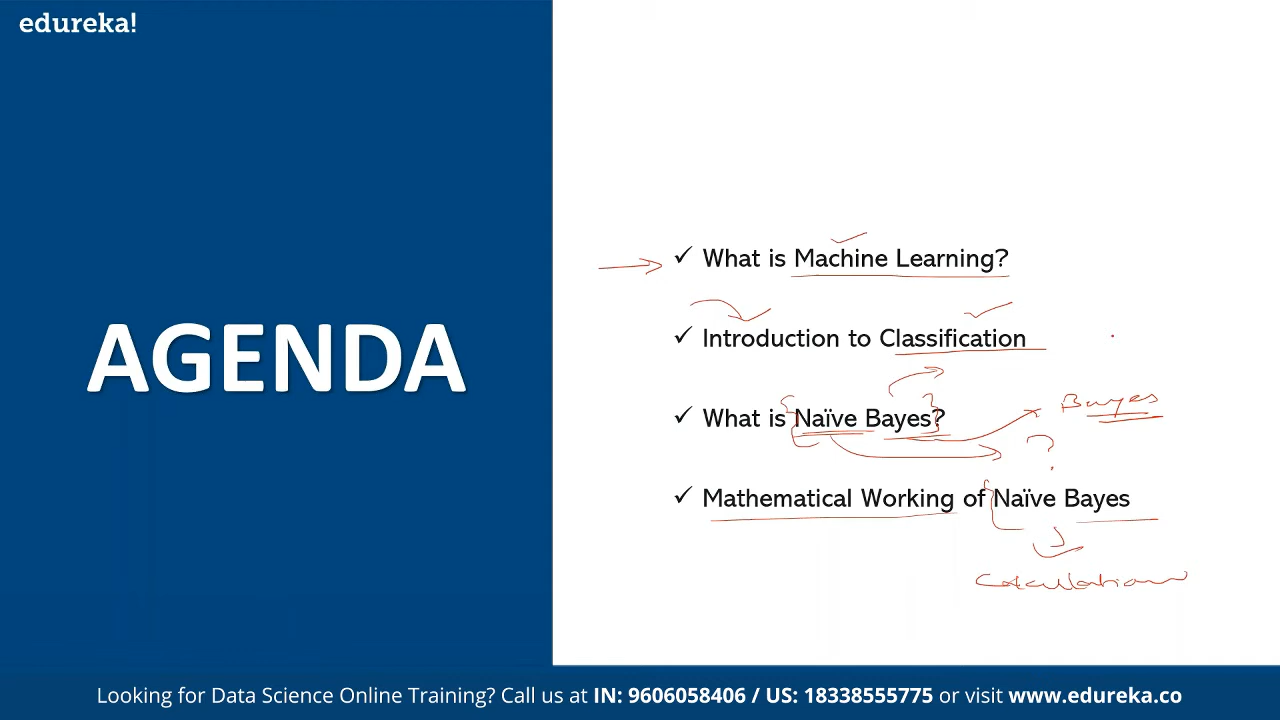 edureka!
AGENDA
✓ What is Machine Learning?
✓ Introduction to Classification
✓ What is Naïve Bayes?
Bayes
?
✓ Mathematical Working of Naïve Bayes
Calculation
Looking for Data Science Online Training? Call us at IN: 9606058406 / US: 18338555775 or visit www.edureka.co